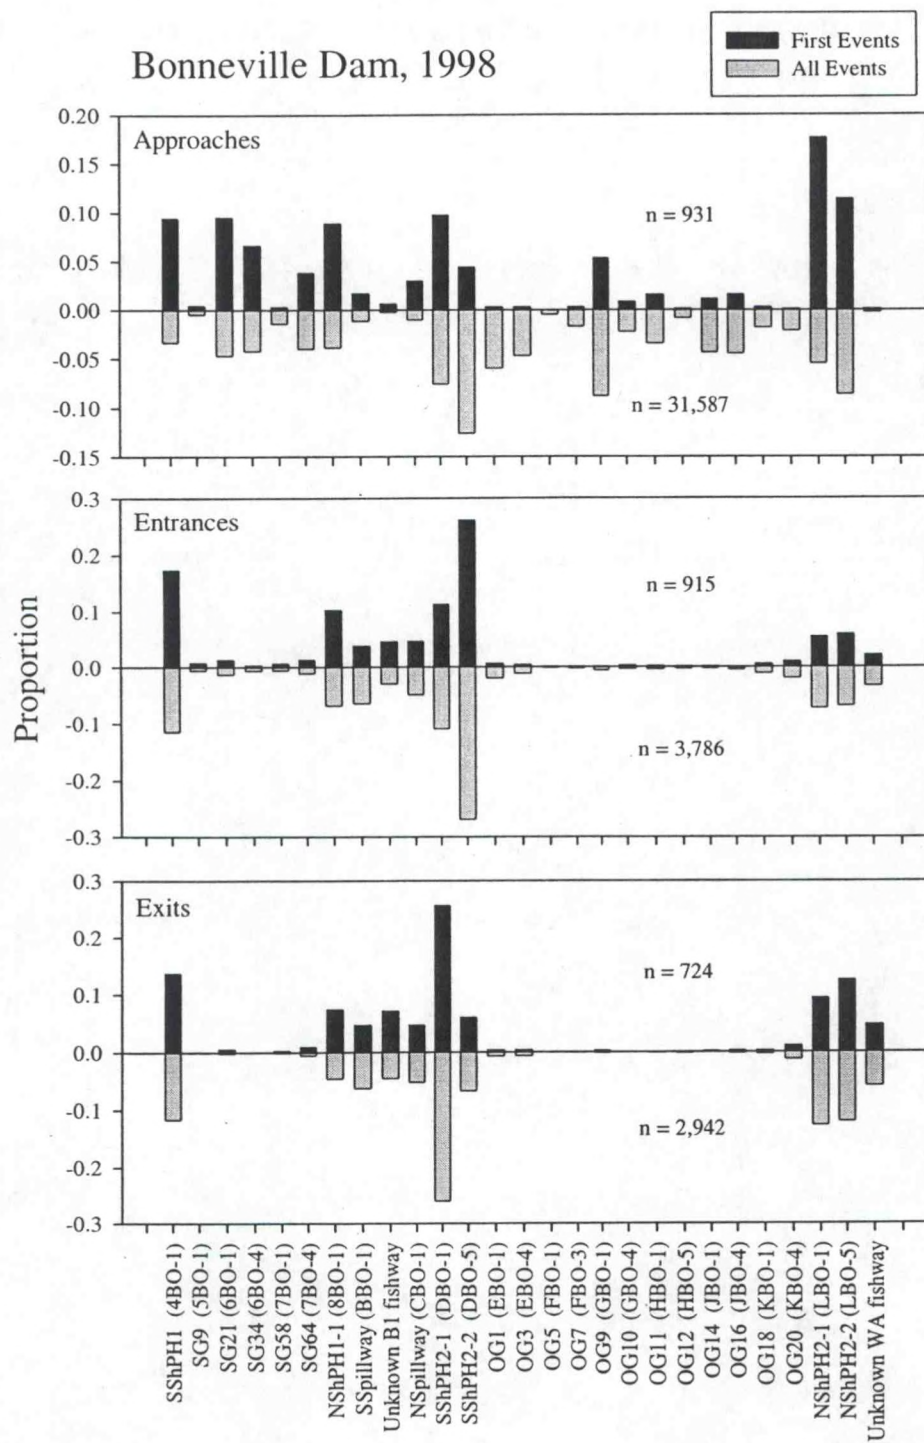 Bonneville Dam, 1998
First Events
All Events
Approaches
0.20
0.15
0.10
0.05
0.00
-0.05
-0.10
-0.15
n = 931
n = 31,587
Proportion
Entrances
0.3
0.2
0.1
0.0
-0.1
-0.2
-0.3
n = 915
n = 3,786
Exits
0.3
0.2
0.1
0.0
-0.1
-0.2
-0.3
n = 724
n = 2,942
SShPH1 (4BO-1)
SG9 (5BO-1)
SG21 (6BO-1)
SG34 (6BO-4)
SG58 (7BO-1)
SG64 (7BO-4)
NShPH1-1 (8BO-1)
SSpillway (BBO-1)
Unknown B1 fishway
NSpillway (CBO-1)
SShPH2-1 (DBO-1)
SShPH2-2 (DBO-5)
OG1 (EBO-1)
OG3 (EBO-4)
OG5 (FBO-1)
OG7 (FBO-3)
OG9 (GBO-1)
OG10 (GBO-4)
OG11 (HBO-1)
OG12 (HBO-5)
OG14 (JBO-1)
OG16 (JBO-4)
OG18 (KBO-1)
OG20 (KBO-4)
NShPH2-1 (LBO-1)
NShPH2-2 (LBO-5)
Unknown WA fishway